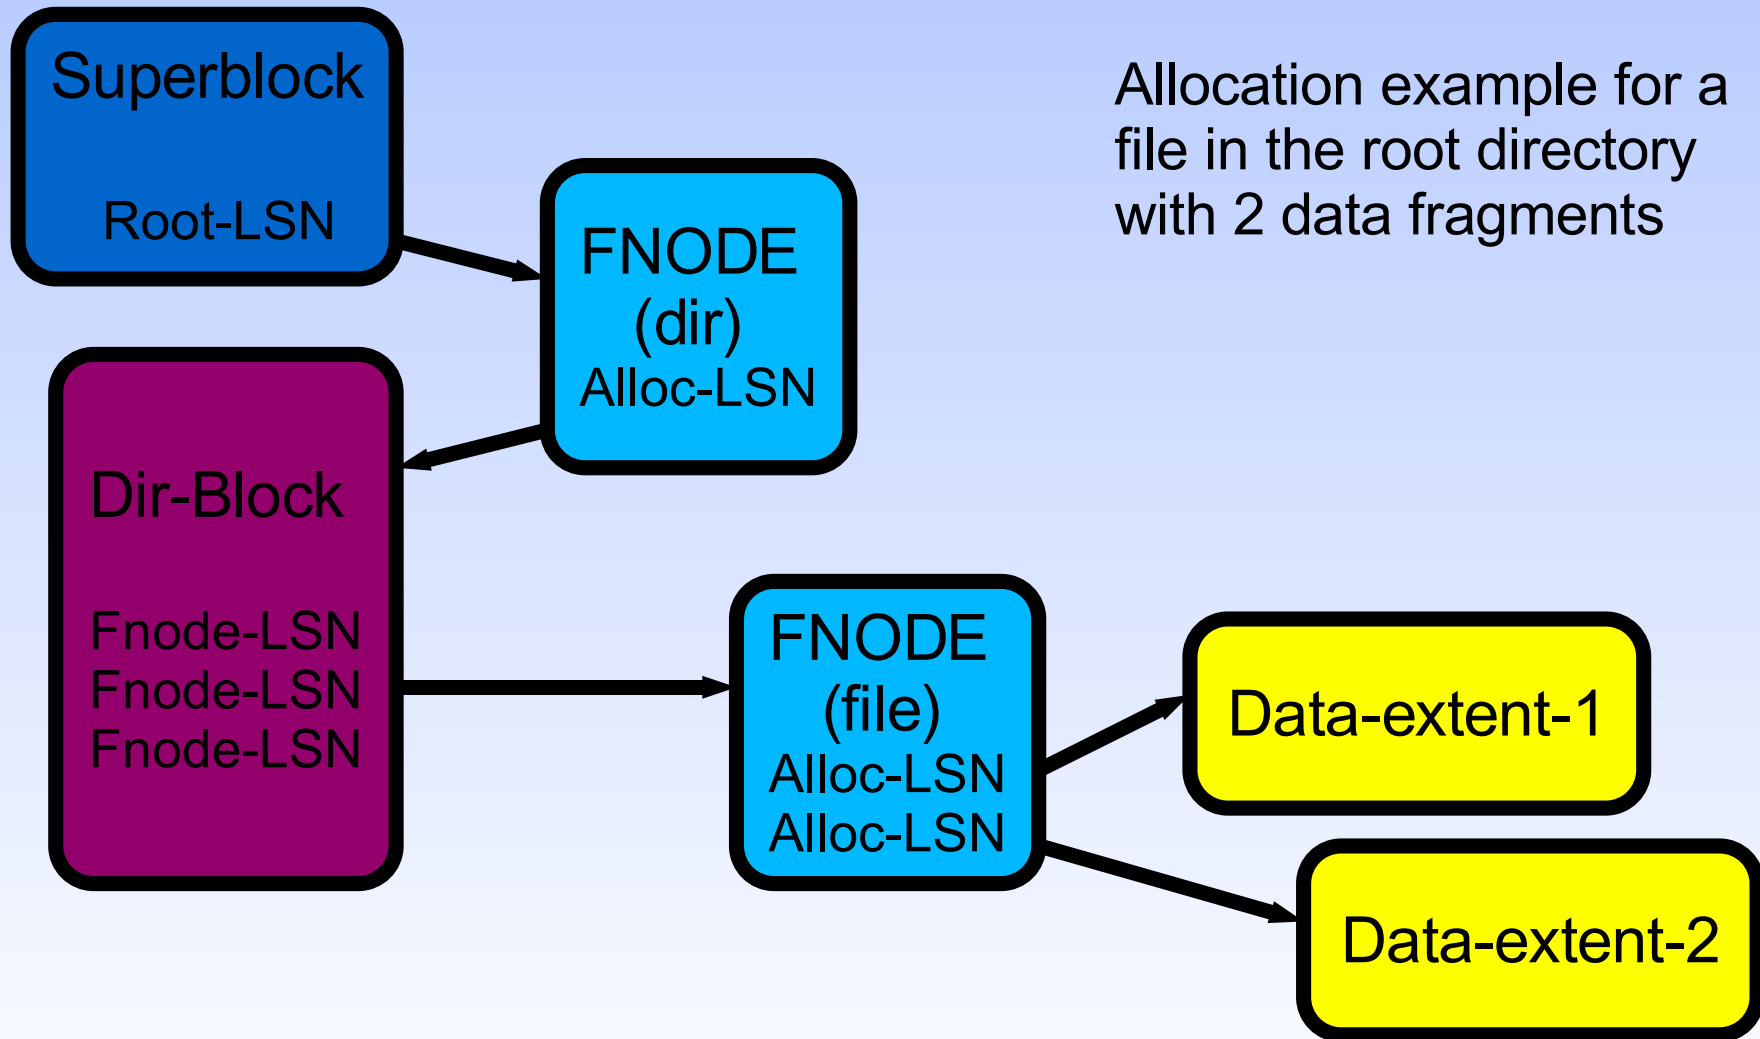 Superblock
Root-LSN
Allocation example for a
file in the root directory
with 2 data fragments
FNODE
(dir)
Alloc-LSN
Dir-Block
Fnode-LSN
Fnode-LSN
Fnode-LSN
FNODE
(file)
Alloc-LSN
Alloc-LSN
Data-extent-1
Data-extent-2